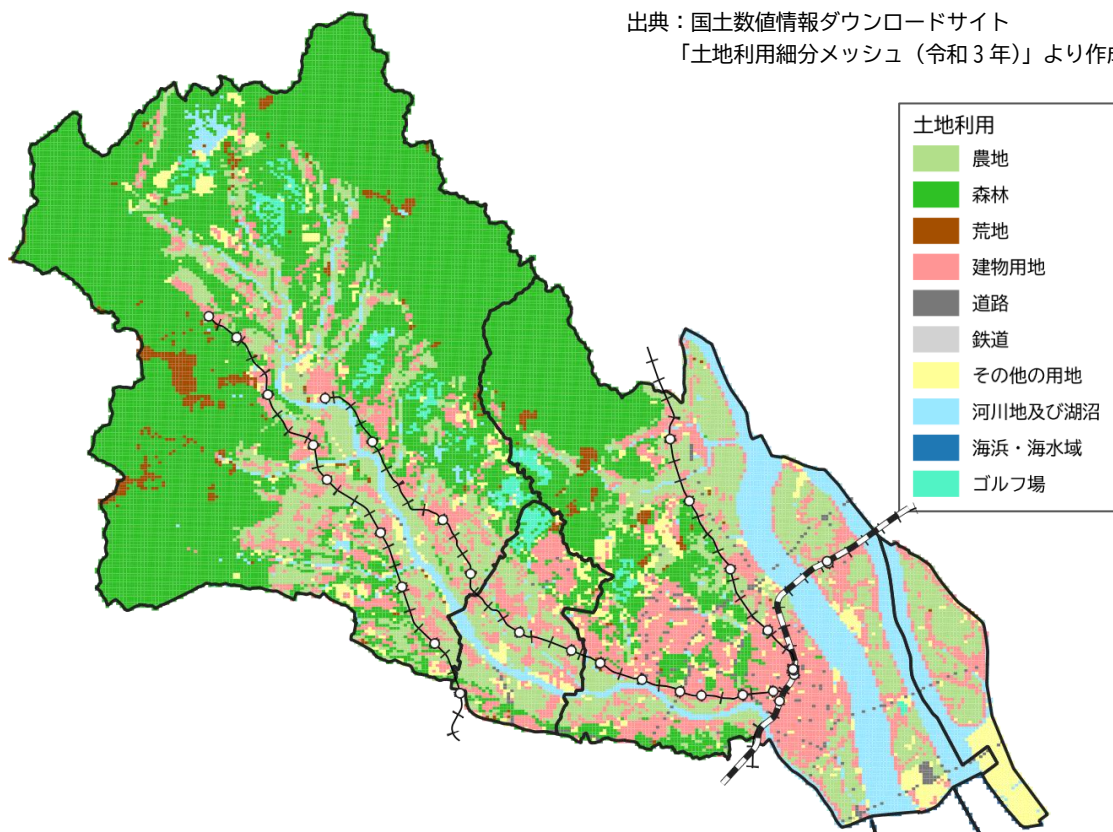 出典：国土数値情報ダウンロードサイト
「土地利用細分メッシュ（令和３年）」より作成
土地利用
農地
森林
荒地
建物用地
道路
鉄道
その他の用地
河川地及び湖沼
海浜・海水域
ゴルフ場